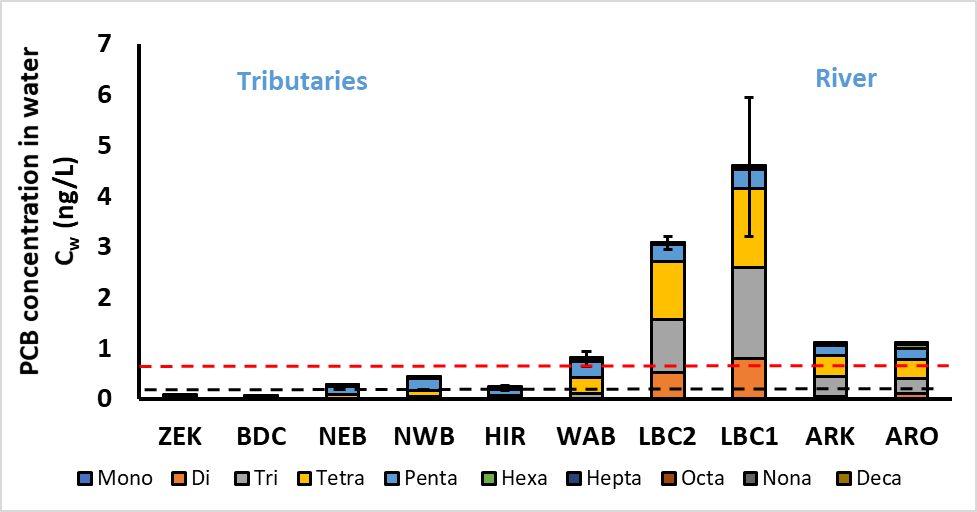 PCB concentration in water
Cw (ng/L)
7
6
5
4
3
2
1
0
Tributaries
River
ZEK BDC NEB NWB HIR WAB LBC2 LBC1 ARK ARO
Mono Di Tri Tetra Penta Hexa Hepta Octa Nona Deca